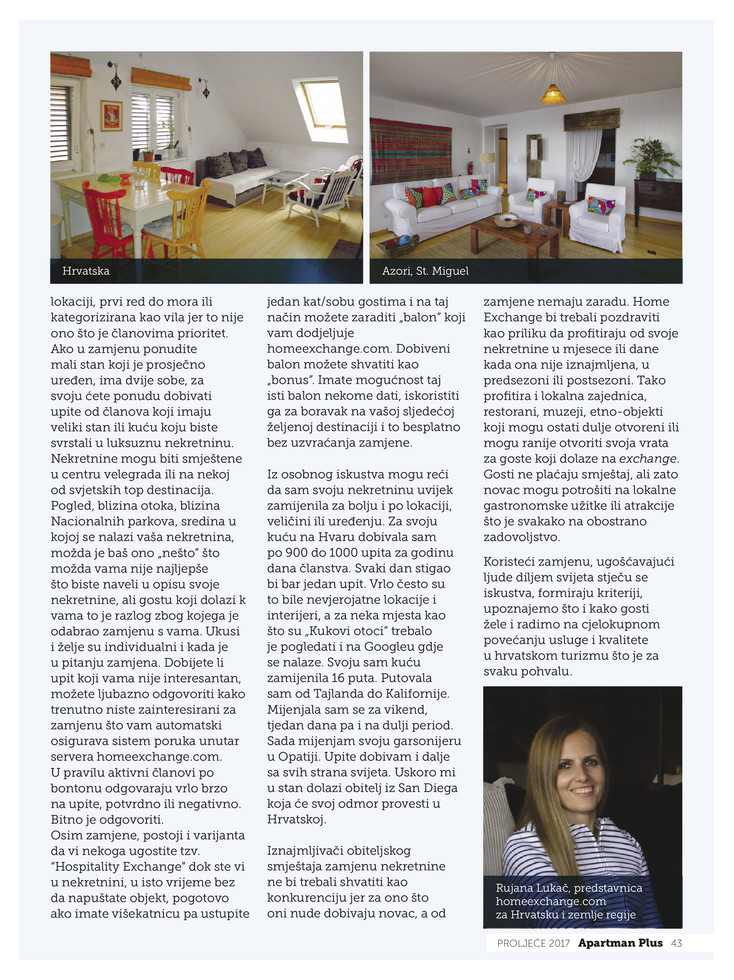 Hrvatska
Azori, St. Miguel
lokaciji, prvi red do mora ili
kategorizirana kao vila jer to nije
ono što je članovima prioritet.
Ako u zamjenu ponudite
mali stan koji je prosječno
uređen, ima dvije sobe, za
svoju ćete ponudu dobivati
upite od članova koji imaju
veliki stan ili kuću koju biste
svrstali u luksuznu nekretninu.
Nekretnine mogu biti smještene
u centru velegrada ili na nekoj
od svjetskih top destinacija.
Pogled, blizina otoka, blizina
Nacionalnih parkova, sredina u
kojoj se nalazi vaša nekretnina,
možda je baš ono „nešto” što
možda vama nije najljepše
što biste naveli u opisu svoje
nekretnine, ali gostu koji dolazi k
vama to je razlog zbog kojega je
odabrao zamjenu s vama. Ukusi
i želje su individualni i kada je
u pitanju zamjena. Dobijete li
upit koji vama nije interesantan,
možete ljubazno odgovoriti kako
trenutno niste zainteresirani za
zamjenu što vam automatski
osigurava sistem poruka unutar
servera homeexchange.com.
U pravilu aktivni članovi po
bontonu odgovaraju vrlo brzo
na upite, potvrdno ili negativno.
Bitno je odgovoriti.
Osim zamjene, postoji i varijanta
da vi nekoga ugostite tzv.
“Hospitality Exchange” dok ste vi
u nekretnini, u isto vrijeme bez
da napuštate objekt, pogotovo
ako imate višekatnicu pa ustupite
jedan kat/sobu gostima i na taj
način možete zaraditi „balon” koji
vam dodjeljuje
homeexchange.com. Dobiveni
balon možete shvatiti kao
„bonus”. Imate mogućnost taj
isti balon nekome dati, iskoristiti
ga za boravak na vašoj sljedećoj
željenoj destinaciji i to besplatno
bez uzvraćanja zamjene.
Iz osobnog iskustva mogu reći
da sam svoju nekretninu uvijek
zamijenila za bolju i po lokaciji,
veličini ili uređenju. Za svoju
kuću na Hvaru dobivala sam
po 900 do 1000 upita za godinu
dana članstva. Svaki dan stigao
bi bar jedan upit. Vrlo često su
to bile nevjerojatne lokacije i
interijeri, a za neka mjesta kao
što su „Kukovi otoci” trebalo
je pogledati i na Googleu gdje
se nalaze. Svoju sam kuću
zamijenila 16 puta. Putovala
sam od Tajlanda do Kalifornije.
Mijenjala sam se za vikend,
tjedan dana pa i na dulji period.
Sada mijenjam svoju garsonijeru
u Opatiji. Upite dobivam i dalje
sa svih strana svijeta. Uskoro mi
u stan dolazi obitelj iz San Diega
koja će svoj odmor provesti u
Hrvatskoj.
Iznajmljivači obiteljskog
smještaja zamjenu nekretnine
ne bi trebali shvatiti kao
konkurenciju jer za ono što
oni nude dobivaju novac, a od
zamjene nemaju zaradu. Home
Exchange bi trebali pozdraviti
kao priliku da profitiraju od svoje
nekretnine u mjesece ili dane
kada ona nije iznajmljena, u
predsezoni ili postsezoni. Tako
profitira i lokalna zajednica,
restorani, muzeji, etno-objekti
koji mogu ostati dulje otvoreni ili
mogu ranije otvoriti svoja vrata
za goste koji dolaze na exchange.
Gosti ne plaćaju smještaj, ali zato
novac mogu potrošiti na lokalne
gastronomske užitke ili atrakcije
što je svakako na obostrano
zadovoljstvo.
Koristeći zamjenu, ugošćavajući
ljude diljem svijeta stječu se
iskustva, formiraju kriteriji,
upoznajemo što i kako gosti
žele i radimo na cjelokupnom
povećanju usluge i kvalitete
u hrvatskom turizmu što je za
svaku pohvalu.
Rujana Lukač, predstavnica
homeexchange.com
za Hrvatsku i zemlje regije
PROLJEĆE 2017 Apartman Plus 43